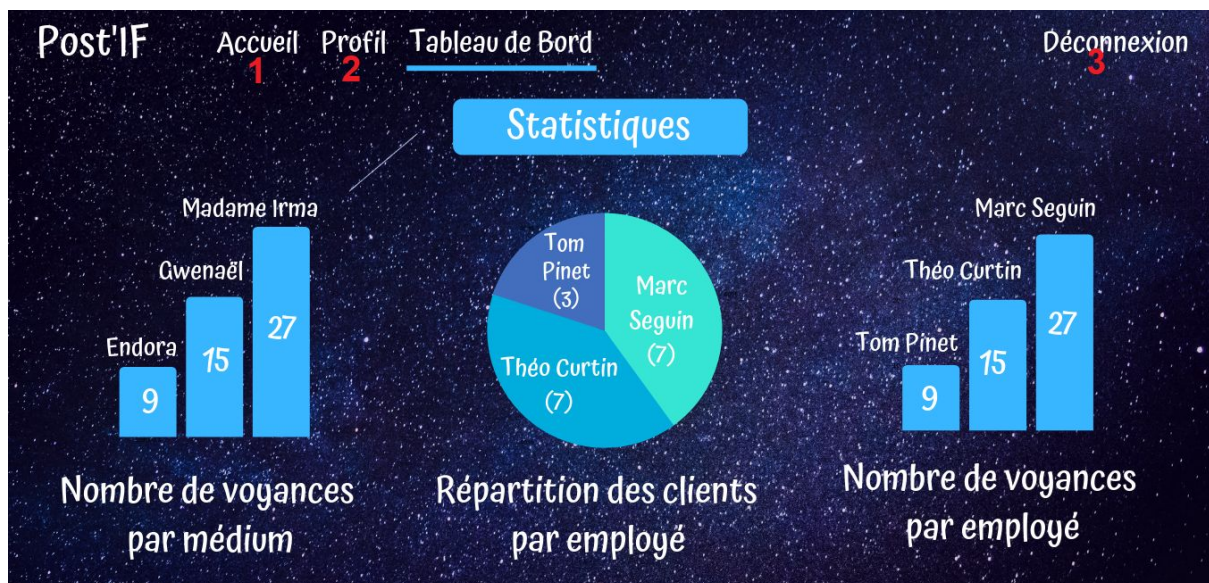 Post'IF Accueil Profil Tableau de Bord Déconnexion
1 2 3
Statistiques
Madame Irma
Gwenaël
Endora
9 15 27
Nombre de voyances
par médium
Tom
Pinet
(3)
Marc
Seguin
(7)
Théo Curtin
(7)
Répartition des clients
par employé
Marc Seguin
Théo Curtin
Tom Pinet
9 15 27
Nombre de voyances
par employé